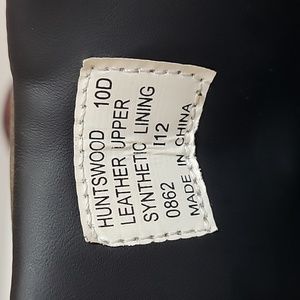 HUNTSWOOD 10D
LEATHER UPPER
SYNTHETIC LINING
0862 I12
MADE IN CHINA